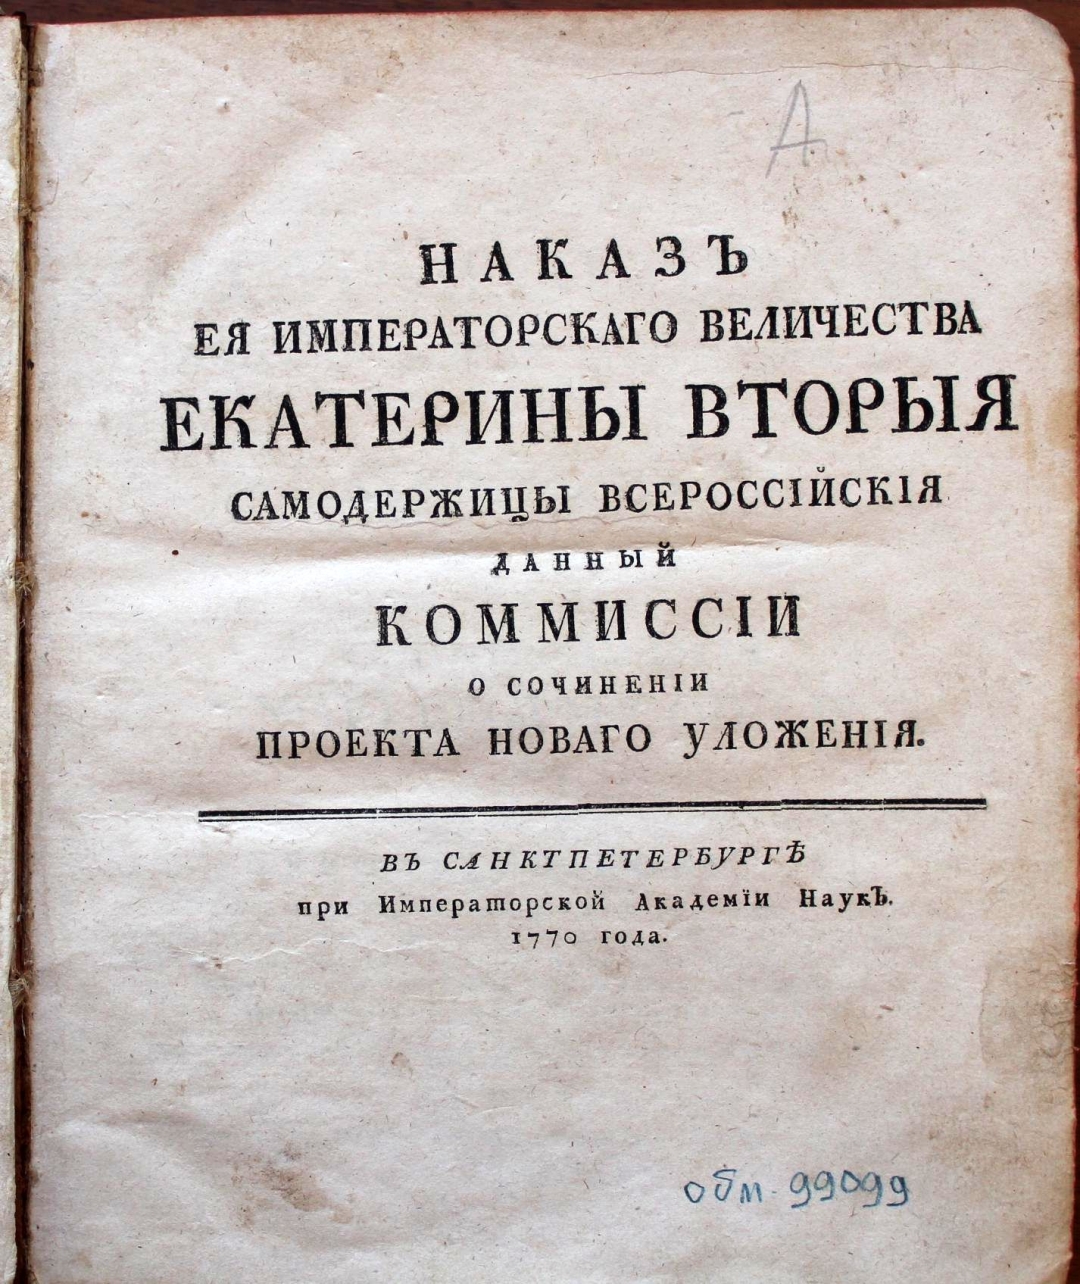 А
НАКАЗЪ
ЕЯ ИМПЕРАТОРСКАГО ВЕЛИЧЕСТВА
ЕКАТЕРИНЫ ВТОРЫЯ
САМОДЕРЖИЦЫ ВСЕРОССІЙСКІЯ
ДАННЫЙ
КОММИССІИ
О СОЧИНЕНІИ
ПРОЕКТА НОВАГО УЛОЖЕНІЯ.
ВЪ САНКТПЕТЕРБУРГѢ
при Императорской Академїи Наукъ.
1770 года.
обм. 99099